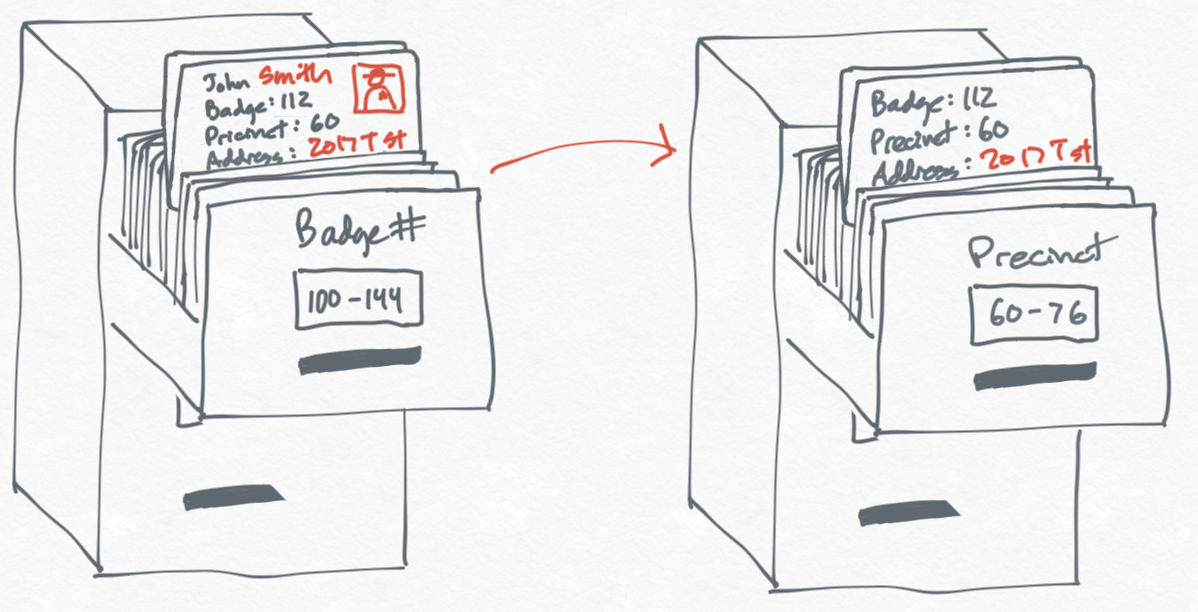 John Smith
Badge: 112
Pricinct: 60
Address: 2017 T st
Badge#
100-144
Badge: 112
Precinct: 60
Address: 2017 T st
Precinct
60-76